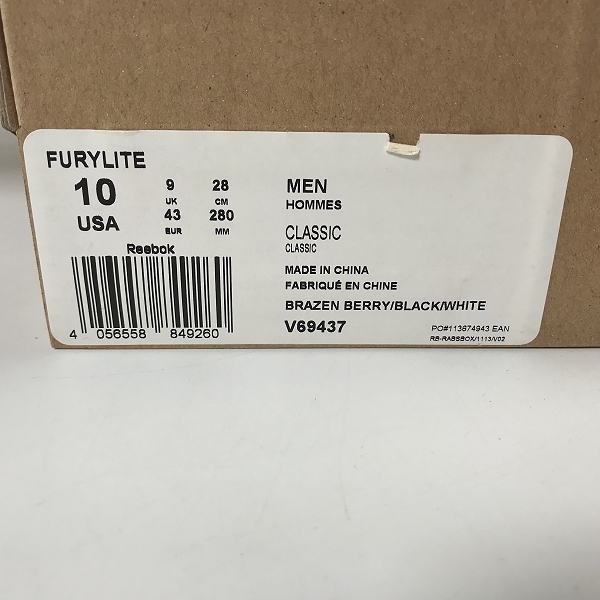 FURYLITE
10 9 28
UK CM
USA 43 280
EUR MM
MEN
HOMMES
CLASSIC
CLASSIC
Reebok
MADE IN CHINA
FABRIQUÉ EN CHINE
BRAZEN BERRY/BLACK/WHITE
4 056558 849260
V69437
PO#113674943 EAN
RB-RABSBOX/1113/V02